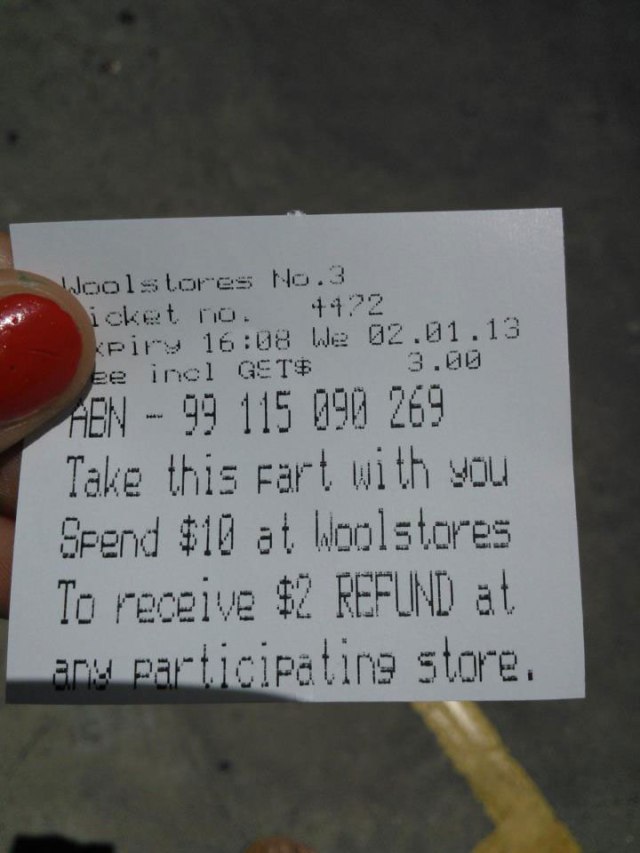 Woolstores No.3
icket no. 4472
xpiry 16:08 We 02.01.13
ee incl GST$ 3.00
ABN - 99 115 090 269
Take this part with you
Spend $10 at Woolstores
To receive $2 REFUND at
any participating store.